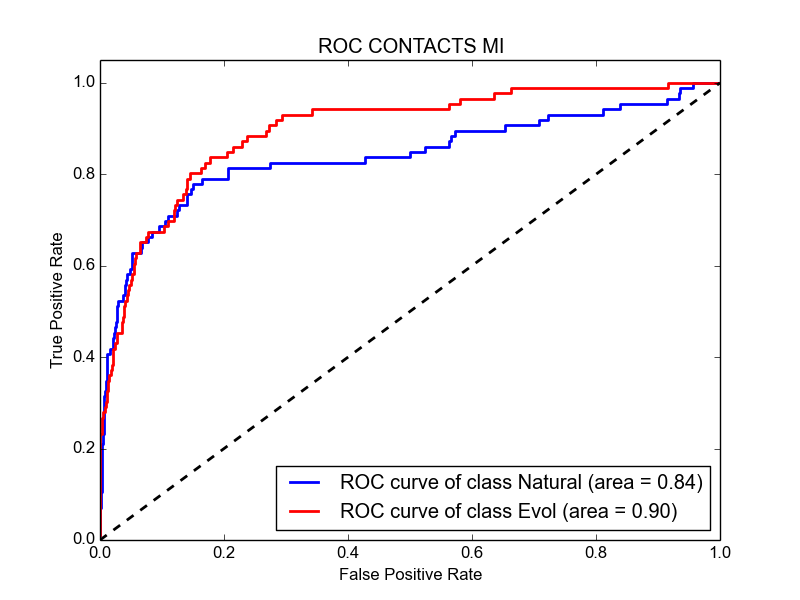 ROC CONTACTS MI
True Positive Rate
1.0
0.8
0.6
0.4
0.2
0.0
ROC curve of class Natural (area = 0.84)
ROC curve of class Evol (area = 0.90)
0.0 0.2 0.4 0.6 0.8 1.0
False Positive Rate